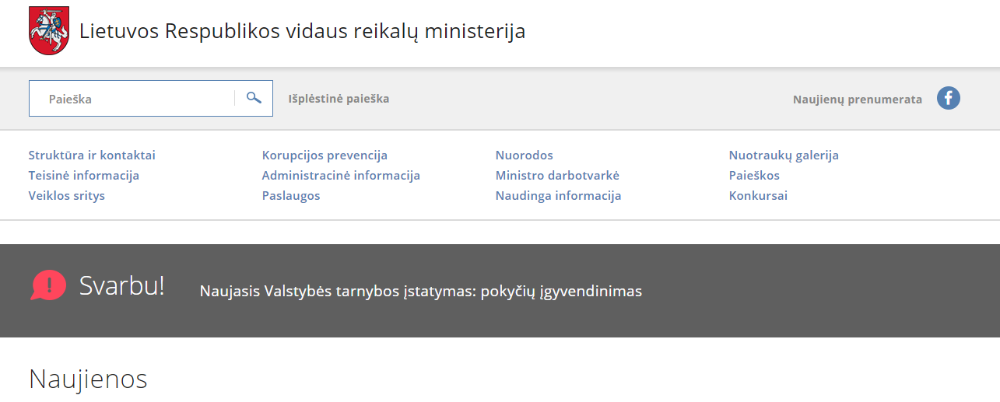 Lietuvos Respublikos vidaus reikalų ministerija
Paieška
Išplėstinė paieška
Naujienų prenumerata
Struktūra ir kontaktai
Teisinė informacija
Veiklos sritys
Korupcijos prevencija
Administracinė informacija
Paslaugos
Nuorodos
Ministro darbotvarkė
Naudinga informacija
Nuotraukų galerija
Paieškos
Konkursai
Svarbu!
Naujasis Valstybės tarnybos įstatymas: pokyčių įgyvendinimas
Naujienos